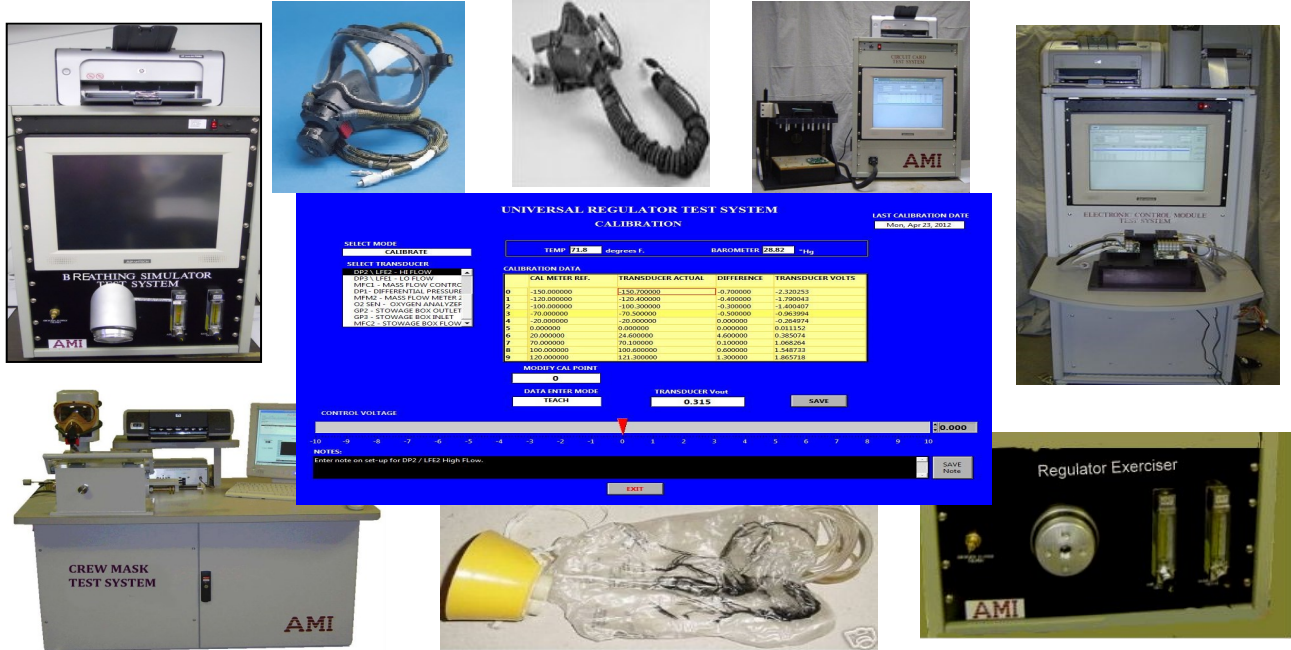 CIRCUIT CARD
TEST SYSTEM
AMI
BREATHING SIMULATOR
TEST SYSTEM
AMI
ELECTRONIC CONTROL MODULE
TEST SYSTEM
UNIVERSAL REGULATOR TEST SYSTEM
CALIBRATION
LAST CALIBRATION DATE
Mon, Apr 23, 2012
SELECT MODE
CALIBRATE
TEMP 71.8 degrees F. BAROMETER 28.82 "Hg
SELECT TRANSDUCER
DP2 \ LFE2 - HI FLOW
DP3 \ LFE1 - LO FLOW
MFC1 - MASS FLOW CONTRO
DP1- DIFFERENTIAL PRESSURE
MFM2 - MASS FLOW METER 2
O2 SEN - OXYGEN ANALYZER
GP2 - STOWAGE BOX OUTLET
GP3 - STOWAGE BOX INLET
MFC2 - STOWAGE BOX FLOW
CALIBRATION DATA
CAL METER REF. TRANSDUCER ACTUAL DIFFERENCE TRANSDUCER VOLTS
0 -150.000000 -150.700000 -0.700000 -2.320253
1 -120.000000 -120.400000 -0.400000 -1.790043
2 -100.000000 -100.300000 -0.300000 -1.400407
3 -70.000000 -70.500000 -0.500000 -0.963994
4 -20.000000 -20.000000 0.000000 -0.264974
5 0.000000 0.000000 0.000000 0.011152
6 20.000000 24.600000 4.600000 0.385074
7 70.000000 70.100000 0.100000 1.068264
8 100.000000 100.600000 0.600000 1.548733
9 120.000000 121.300000 1.300000 1.865718
MODIFY CAL POINT
0
DATA ENTER MODE
TEACH
TRANSDUCER Vout
0.315
SAVE
CONTROL VOLTAGE
0.000
-10 -9 -8 -7 -6 -5 -4 -3 -2 -1 0 1 2 3 4 5 6 7 8 9 10
NOTES:
Enter note on set-up for DP2 / LFE2 High FLow.
SAVE
Note
EXIT
CREW MASK
TEST SYSTEM
AMI
Regulator Exerciser
AMI